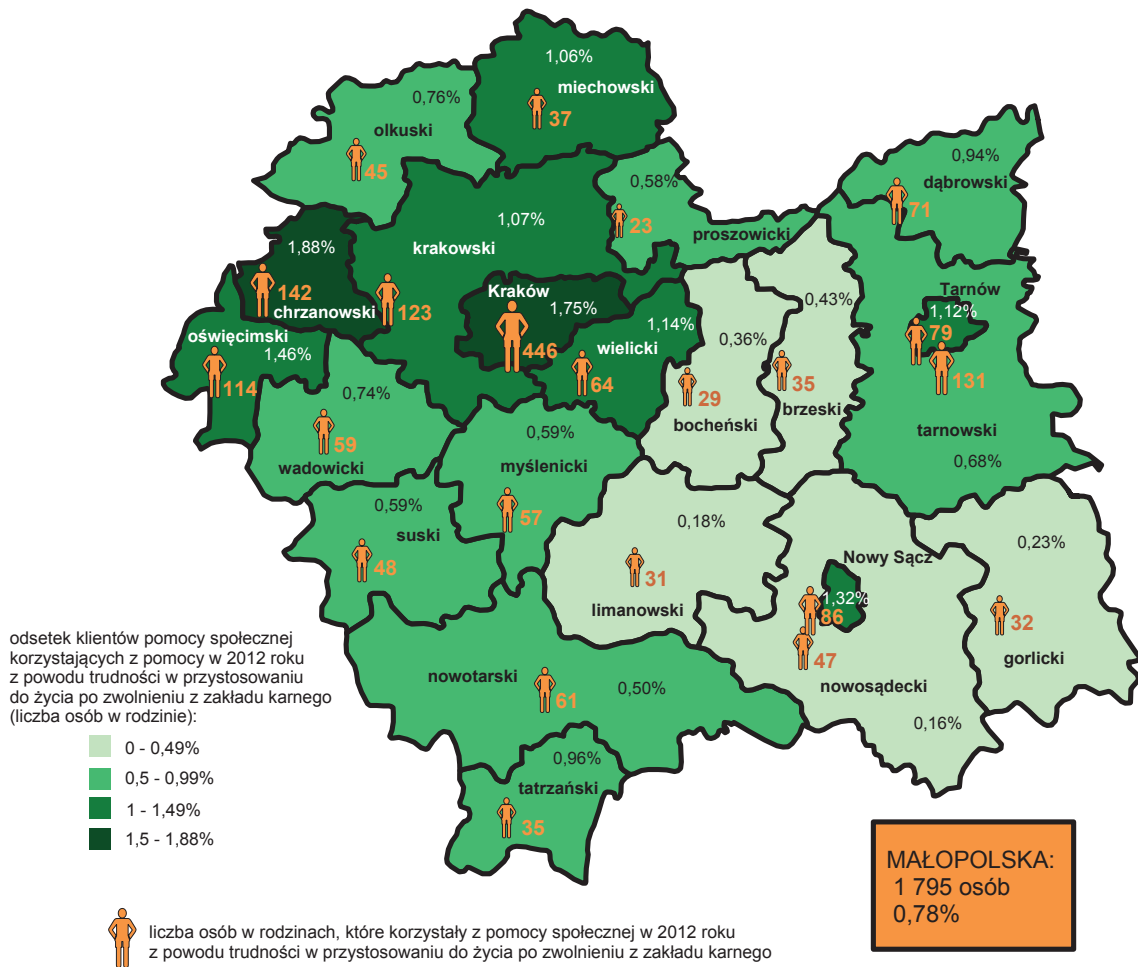 1,06%
miechowski
37
0,76%
olkuski
45
0,58%
23
proszowicki
0,94%
dąbrowski
71
1,07%
krakowski
123
1,88%
142
chrzanowski
Kraków
1,75%
446
oświęcimski
1,46%
114
1,14%
wielicki
64
0,36%
29
bocheński
0,43%
35
brzeski
Tarnów
1,12%
79
131
tarnowski
0,68%
0,74%
59
wadowicki
0,59%
myślenicki
57
0,59%
suski
48
0,18%
31
limanowski
Nowy Sącz
1,32%
86
47
nowosądecki
0,16%
0,23%
32
gorlicki
nowotarski
61
0,50%
0,96%
tatrzański
35
odsetek klientów pomocy społecznej
korzystających z pomocy w 2012 roku
z powodu trudności w przystosowaniu
do życia po zwolnieniu z zakładu karnego
(liczba osób w rodzinie):
0 - 0,49%
0,5 - 0,99%
1 - 1,49%
1,5 - 1,88%
MAŁOPOLSKA:
1 795 osób
0,78%
liczba osób w rodzinach, które korzystały z pomocy społecznej w 2012 roku
z powodu trudności w przystosowaniu do życia po zwolnieniu z zakładu karnego